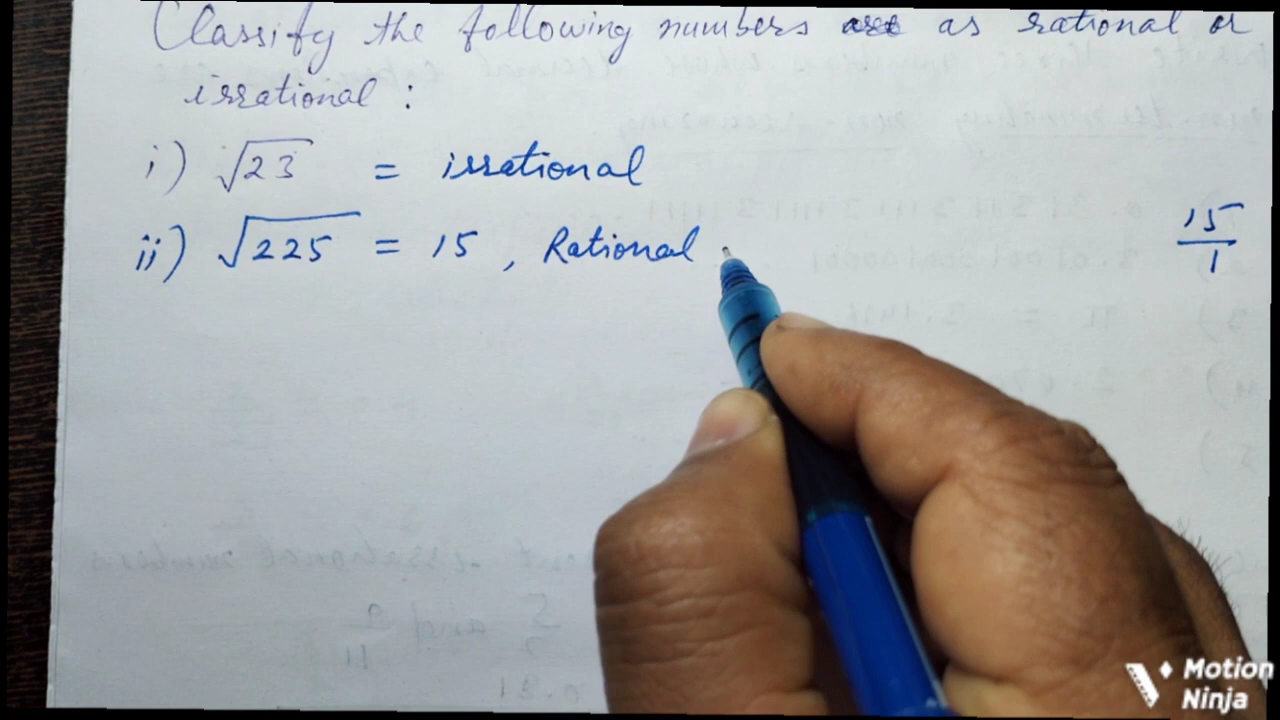 Classify the following numbers as rational or
irrational :
i) √23 = irrational
ii) √225 = 15 , Rational
15
1
Motion
Ninja